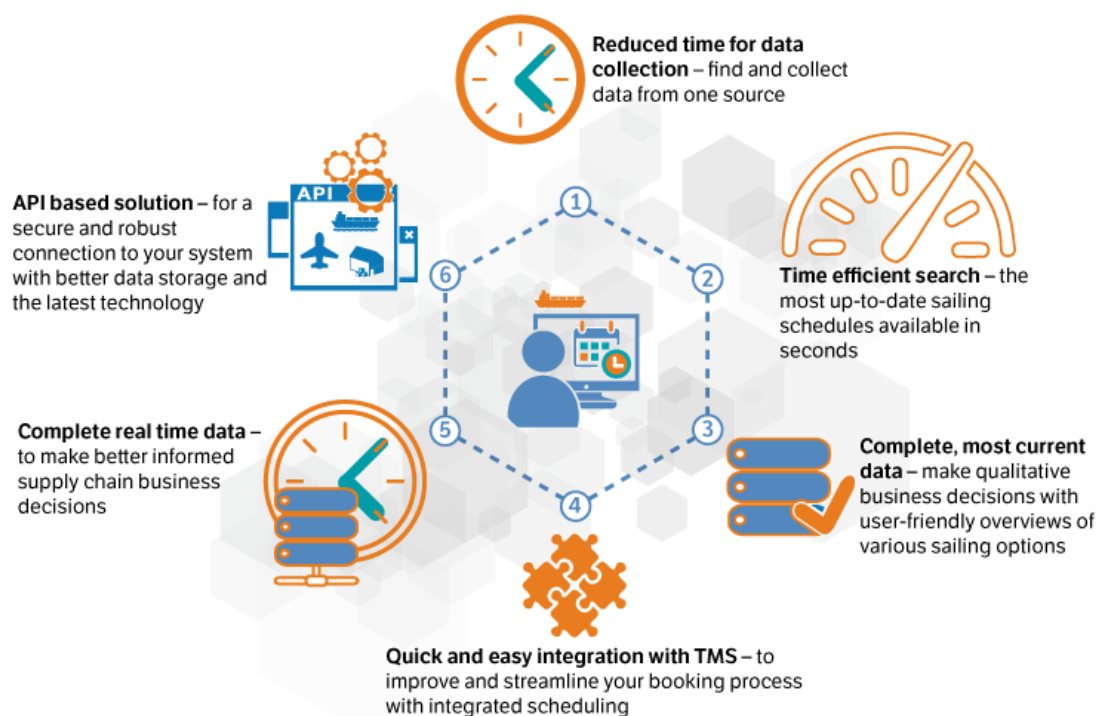 Reduced time for data
collection – find and collect
data from one source
1
2
Time efficient search – the
most up-to-date sailing
schedules available in
seconds
3
Complete, most current
data – make qualitative
business decisions with
user-friendly overviews of
various sailing options
4
Quick and easy integration with TMS – to
improve and streamline your booking process
with integrated scheduling
5
Complete real time data –
to make better informed
supply chain business
decisions
6
API based solution – for a
secure and robust
connection to your system
with better data storage and
the latest technology
API